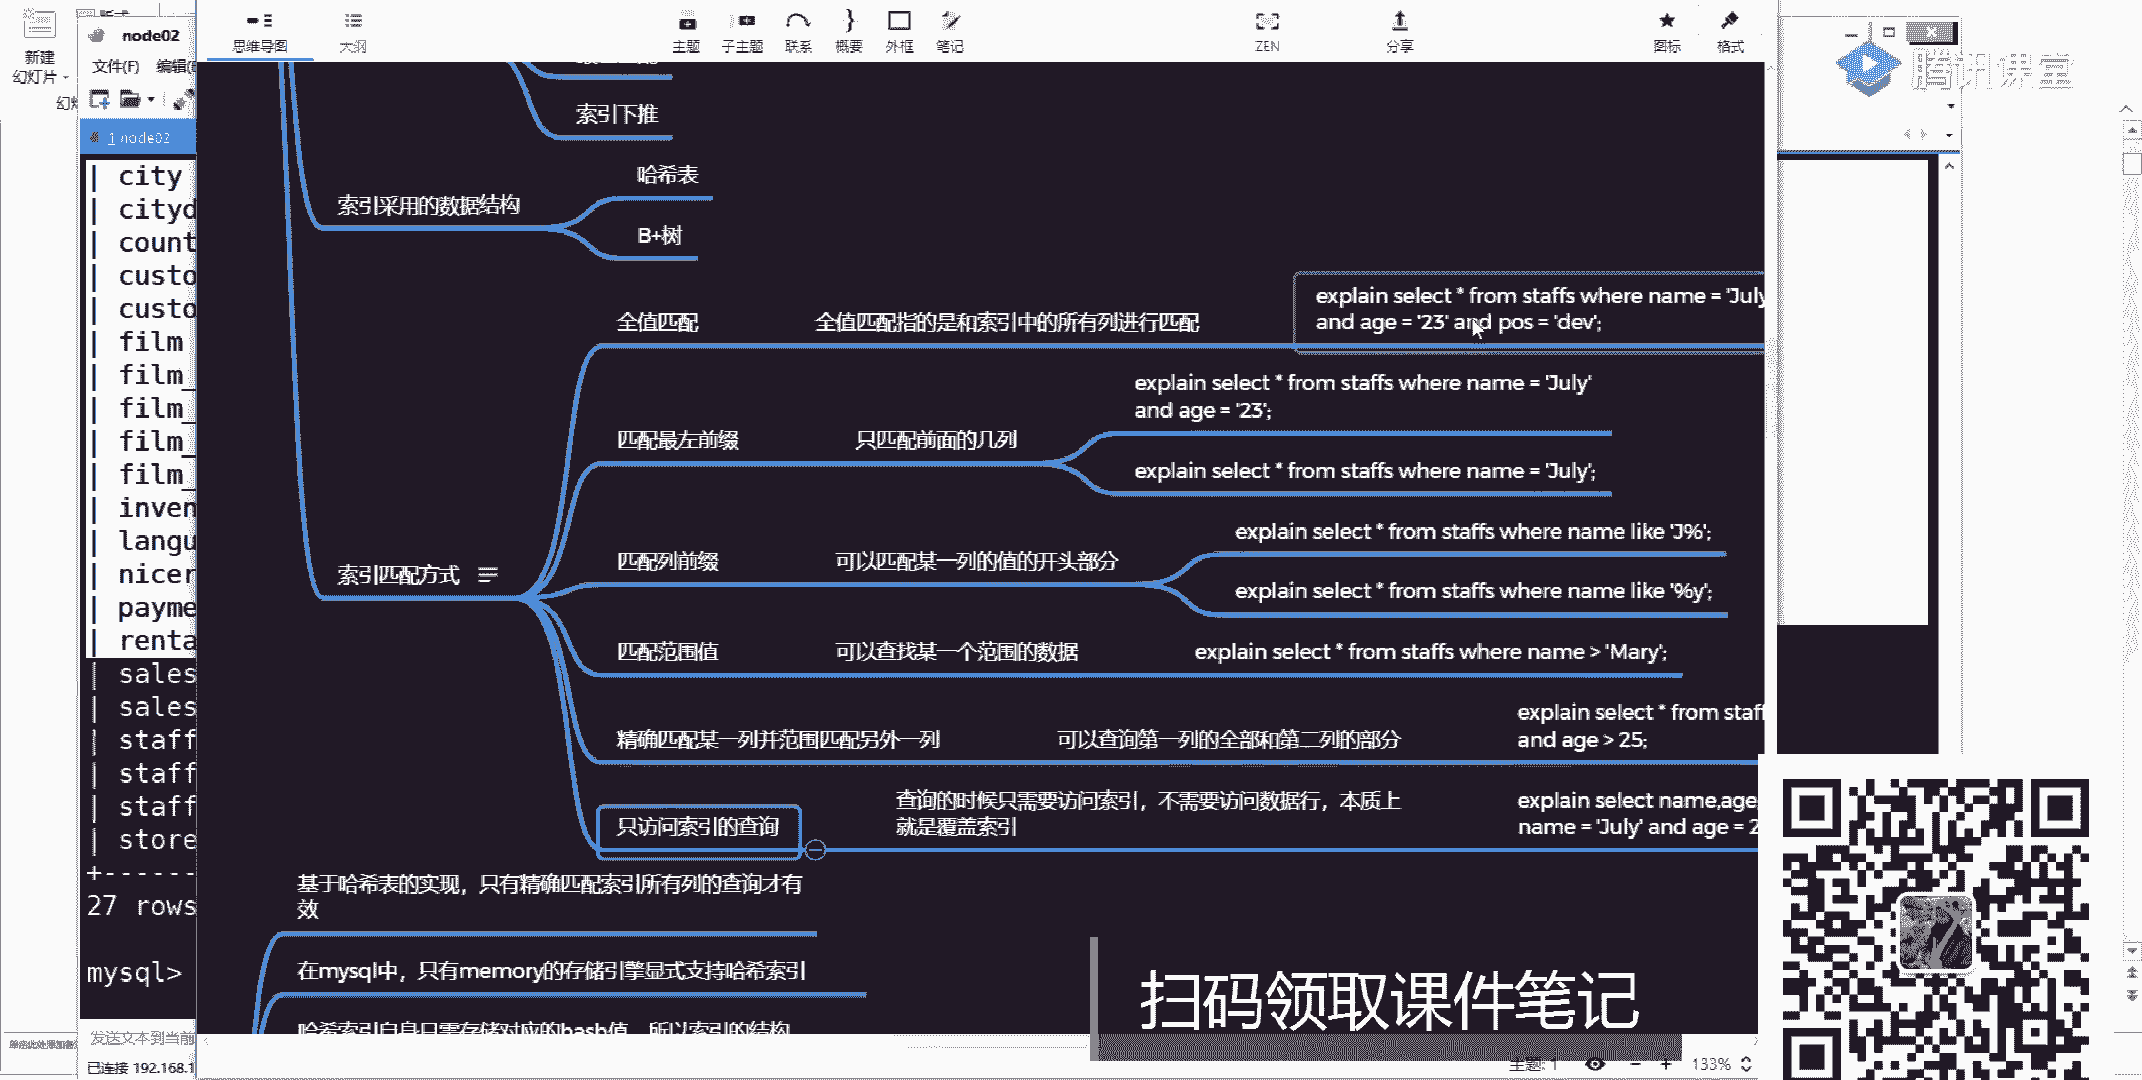 新建
幻灯片
node02
文件(F)
1 node02
思维导图
大纲
主题
子主题
联系
概要
外框
笔记
ZEN
分享
图标
格式
腾讯课堂
索引下推
索引采用的数据结构
哈希表
B+树
索引匹配方式
全值匹配
全值匹配指的是和索引中的所有列进行匹配
explain select * from staffs where name = 'July
and age = '23' and pos = 'dev';
匹配最左前缀
只匹配前面的几列
explain select * from staffs where name = 'July'
and age = '23';
explain select * from staffs where name = 'July';
匹配列前缀
可以匹配某一列的值的开头部分
explain select * from staffs where name like 'J%';
explain select * from staffs where name like '%y';
匹配范围值
可以查找某一个范围的数据
explain select * from staffs where name > 'Mary';
精确匹配某一列并范围匹配另外一列
可以查询第一列的全部和第二列的部分
explain select * from staff
and age > 25;
只访问索引的查询
查询的时候只需要访问索引，不需要访问数据行，本质上
就是覆盖索引
explain select name,age
name = 'July' and age = 2
基于哈希表的实现，只有精确匹配索引所有列的查询才有
效
在mysql中，只有memory的存储引擎显式支持哈希索引
哈希索引自身只需存储对应的hash值，所以索引的结构
| city
| cityd
| count
| custo
| custo
| film
| film_
| film_
| film_
| film_
| inven
| langu
| nicer
| payme
| renta
| sales
| sales
| staff
| staff
| staff
| store
+------
27 rows
mysql>
发送文本到当前
已连接 192.168.1
扫码领取课件笔记
主题: 1
133%